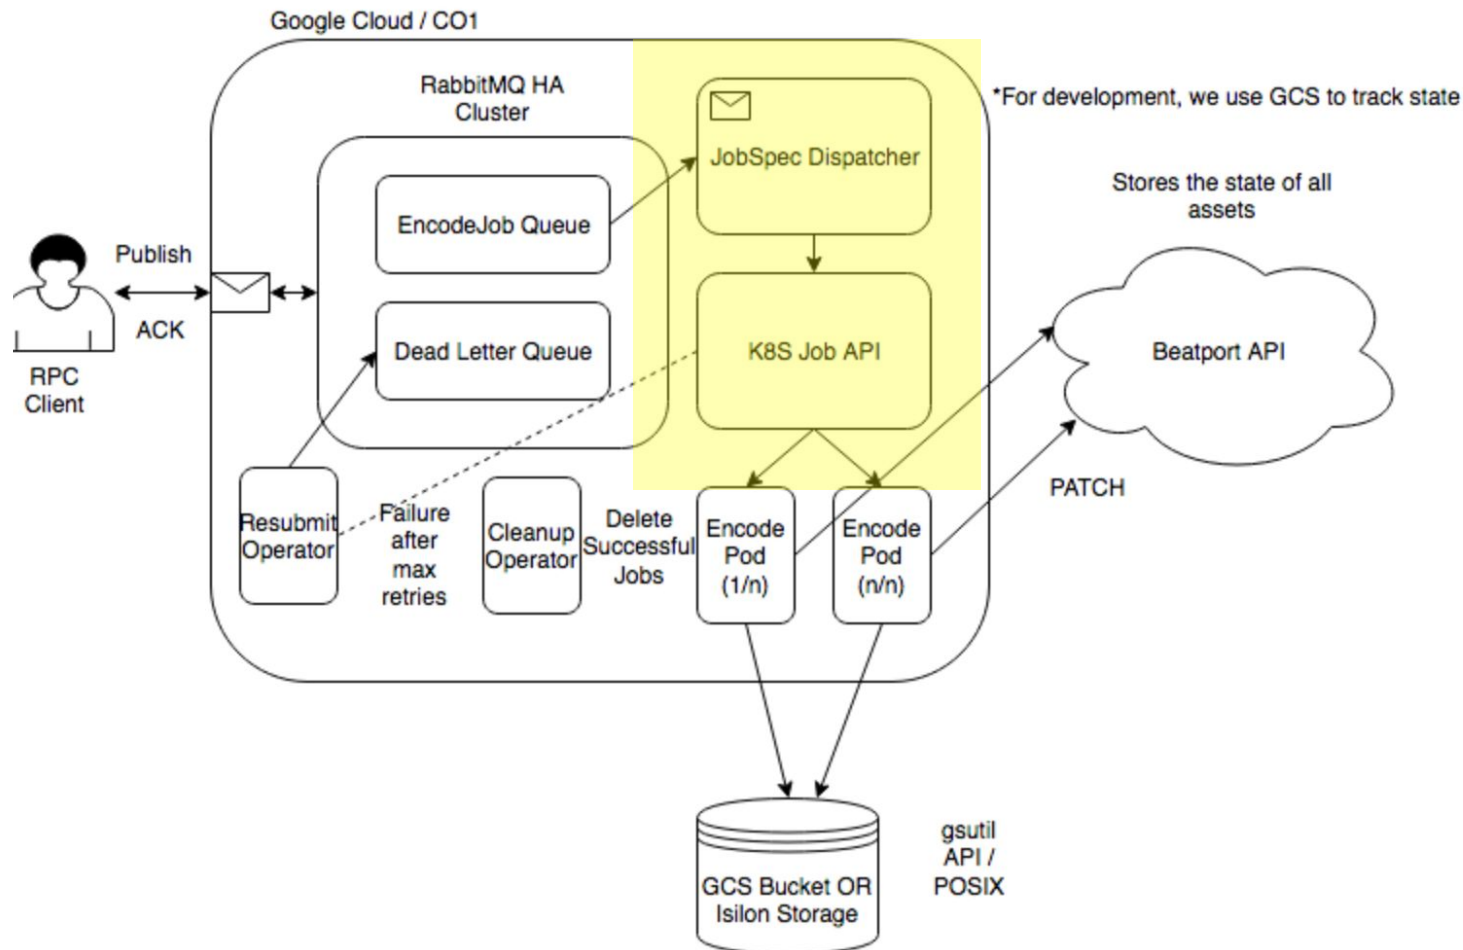 Google Cloud / CO1
RabbitMQ HA
Cluster
*For development, we use GCS to track state
JobSpec Dispatcher
Stores the state of all
assets
EncodeJob Queue
Publish
ACK
RPC
Client
Dead Letter Queue
K8S Job API
Beatport API
PATCH
Resubmit
Operator
Failure
after
max
retries
Cleanup
Operator
Delete
Successful
Jobs
Encode
Pod
(1/n)
Encode
Pod
(n/n)
GCS Bucket OR
Isilon Storage
gsutil
API /
POSIX